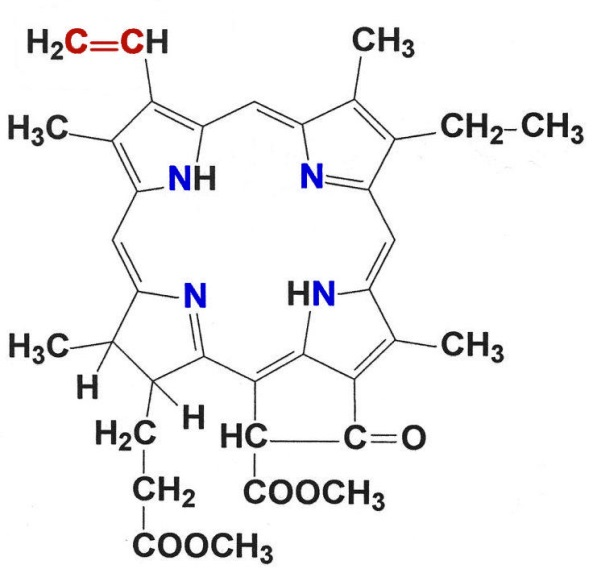 H₂C=CH
CH₃
H₃C
CH₂–CH₃
NH
N
N
HN
H₃C
CH₃
H
H
H₂C
HC
C=O
CH₂
COOCH₃
COOCH₃